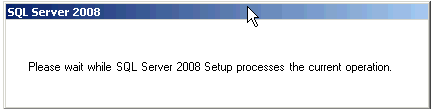 SQL Server 2008
Please wait while SQL Server 2008 Setup processes the current operation.